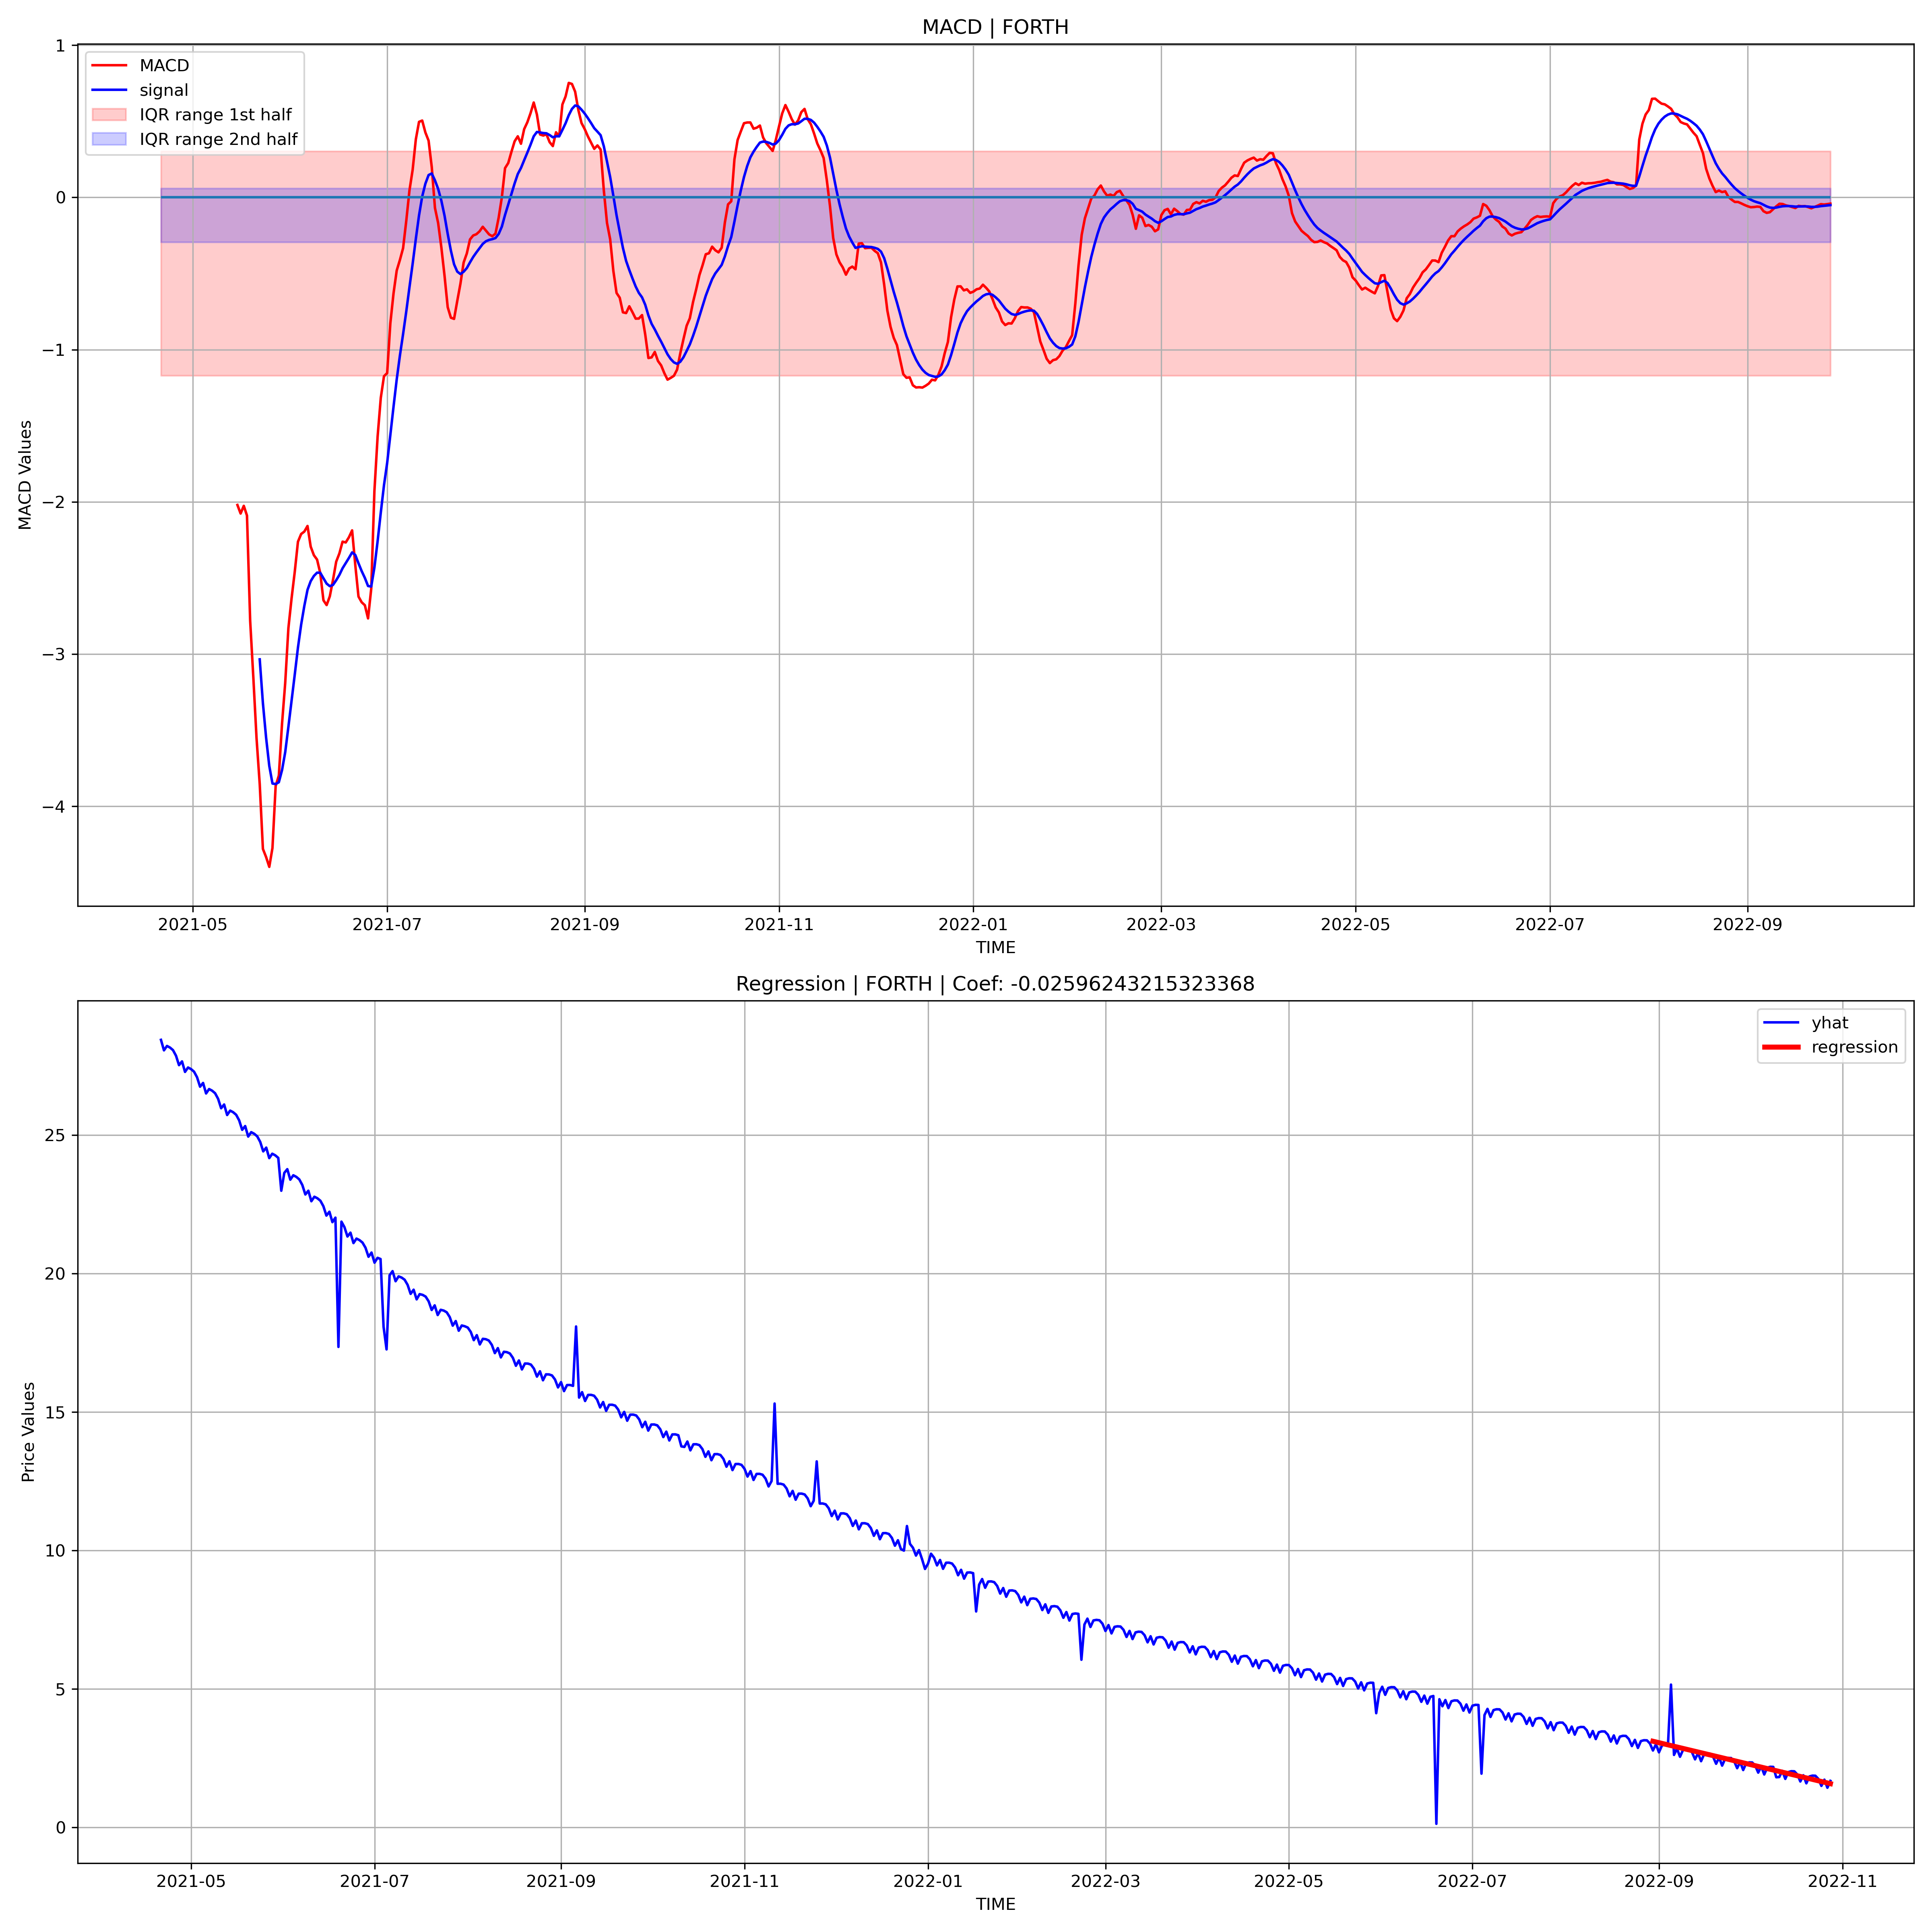 MACD | FORTH
MACD
signal
IQR range 1st half
IQR range 2nd half
1
0
−1
−2
−3
−4
MACD Values
2021-05 2021-07 2021-09 2021-11 2022-01 2022-03 2022-05 2022-07 2022-09
TIME
Regression | FORTH | Coef: -0.02596243215323368
yhat
regression
25
20
15
10
5
0
Price Values
2021-05 2021-07 2021-09 2021-11 2022-01 2022-03 2022-05 2022-07 2022-09 2022-11
TIME